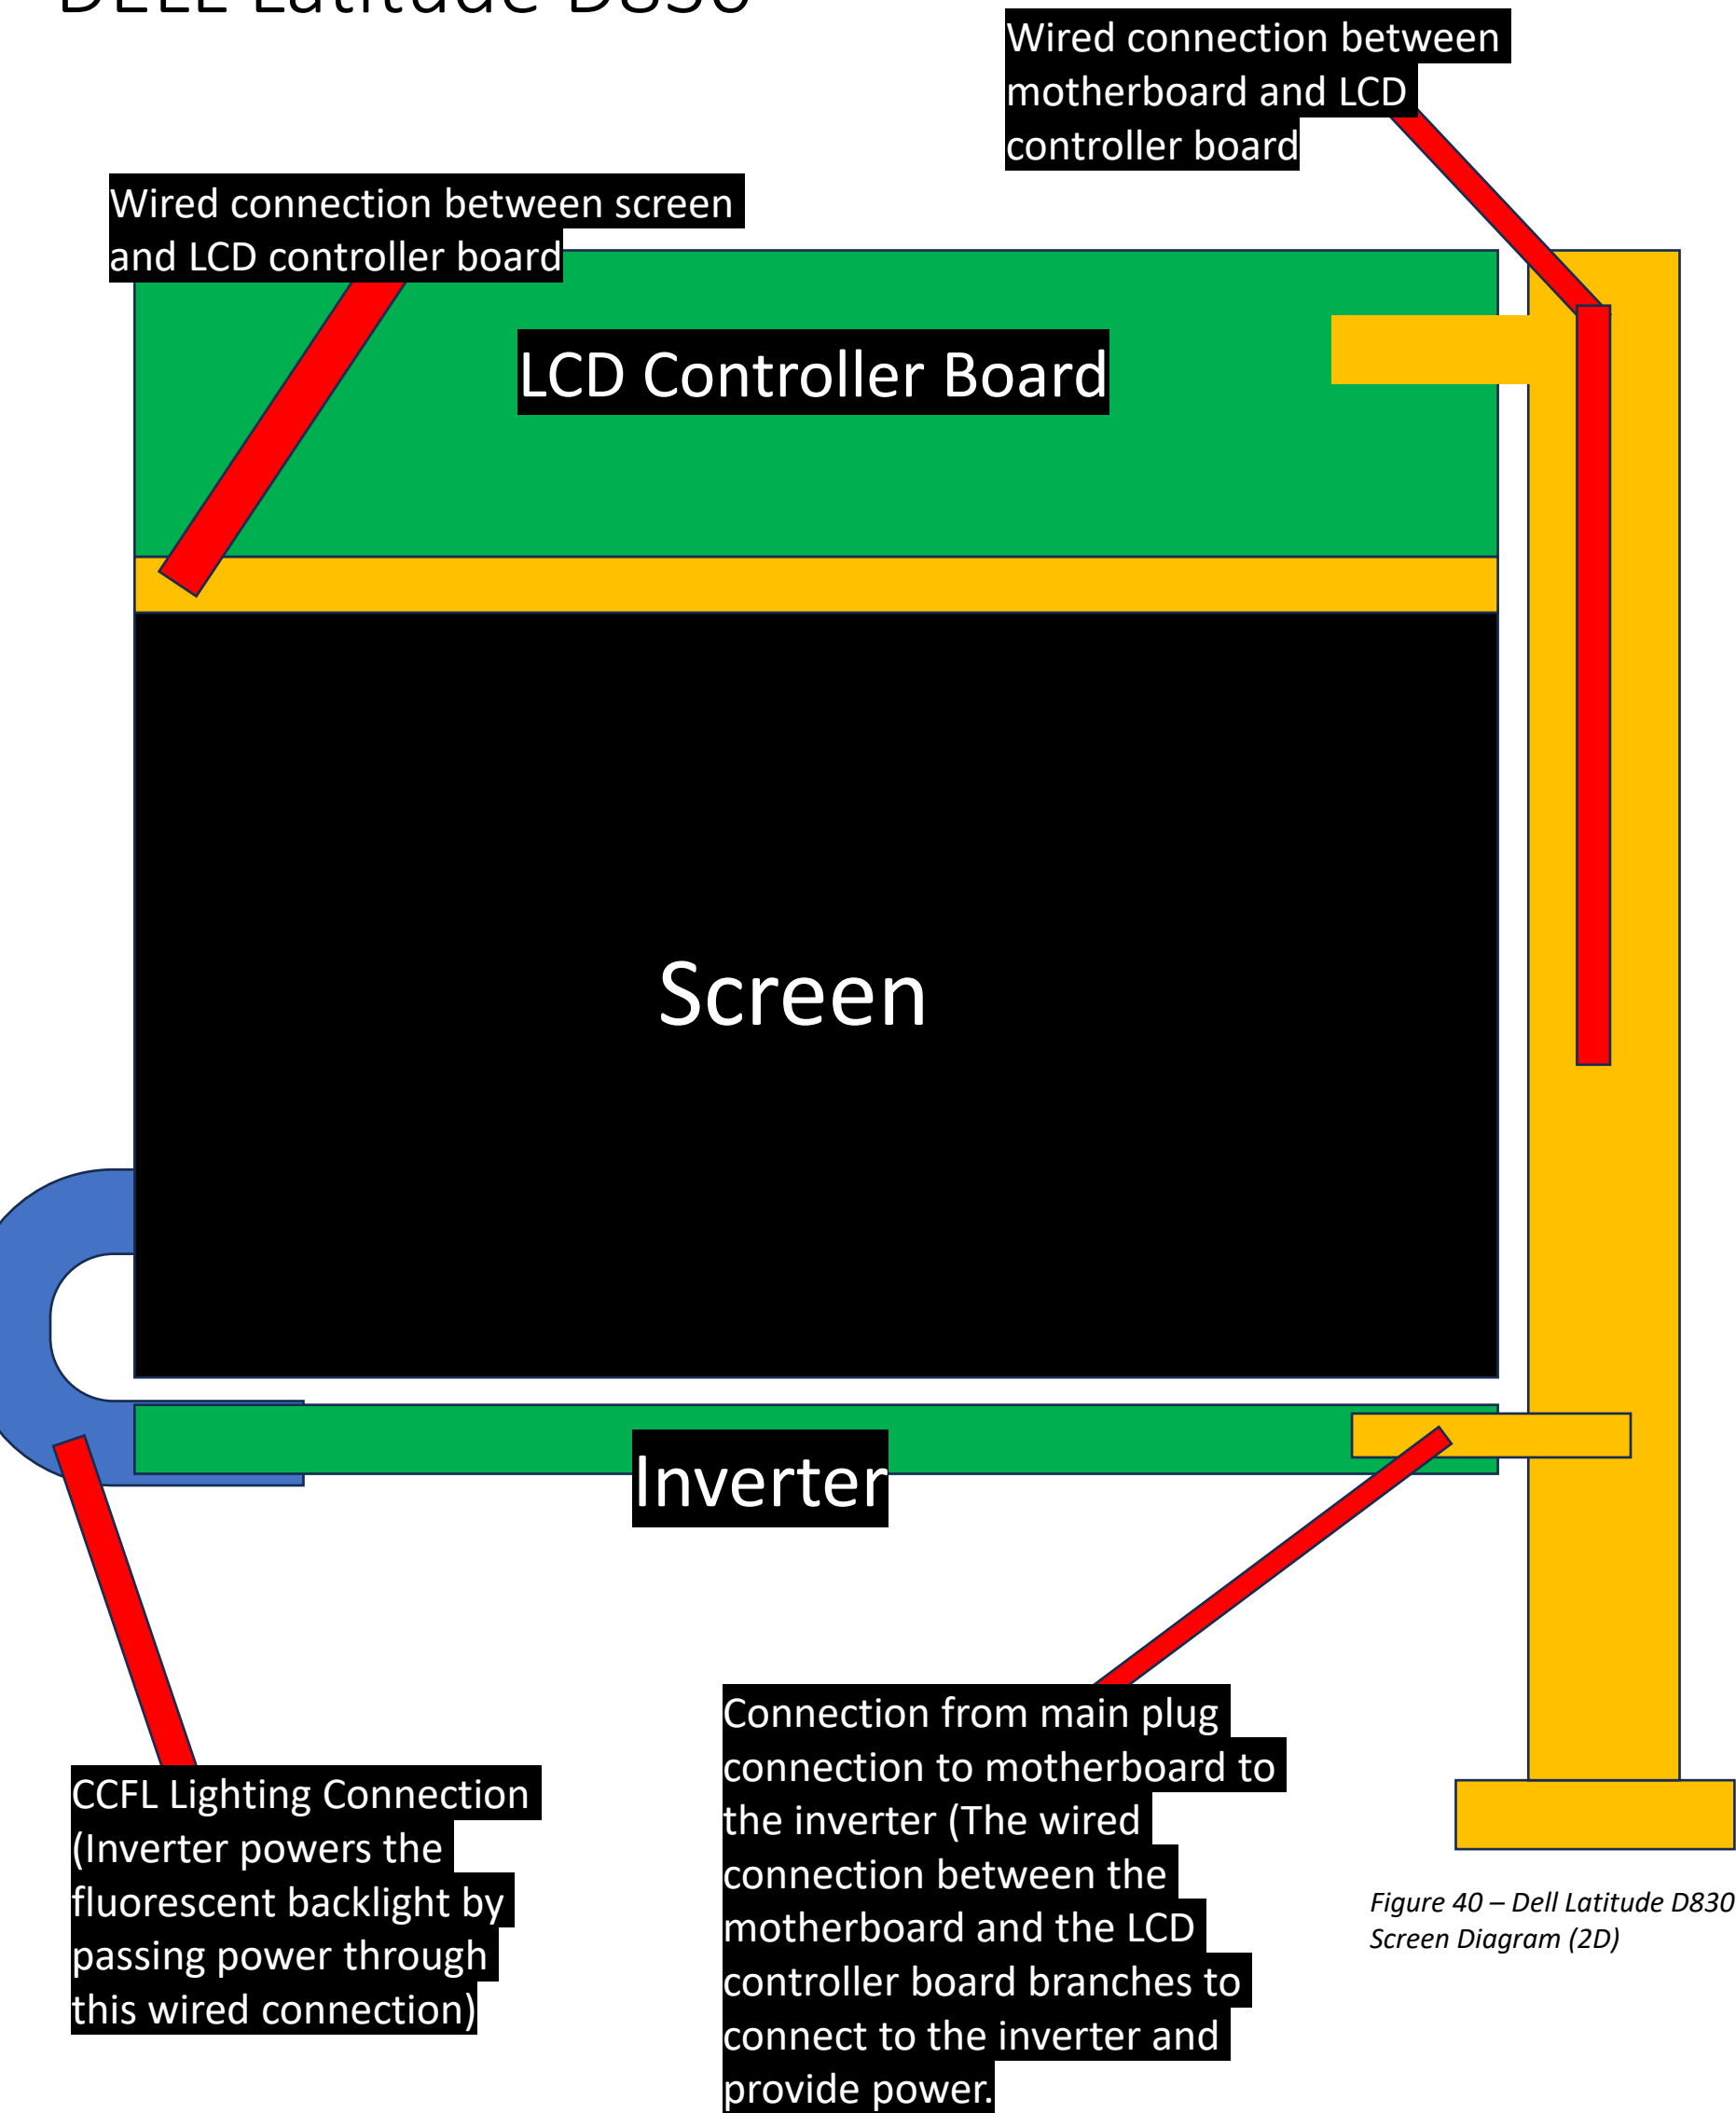 DELL Latitude D830
Wired connection between
motherboard and LCD
controller board
Wired connection between screen
and LCD controller board
LCD Controller Board
Screen
Inverter
Connection from main plug
connection to motherboard to
the inverter (The wired
connection between the
motherboard and the LCD
controller board branches to
connect to the inverter and
provide power.
CCFL Lighting Connection
(Inverter powers the
fluorescent backlight by
passing power through
this wired connection)
Figure 40 – Dell Latitude D830
Screen Diagram (2D)